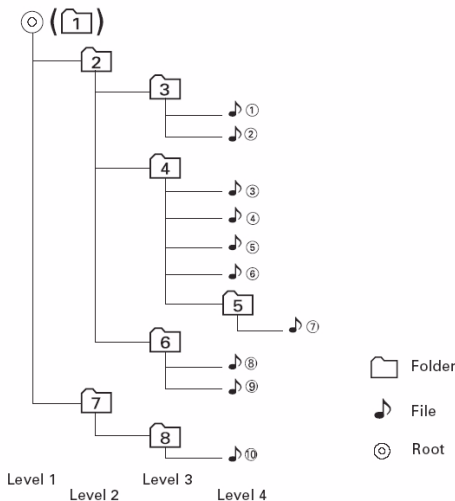 (1)
2
3
①
②
4
③
④
⑤
⑥
5
⑦
6
⑧
⑨
7
8
⑩
Folder
File
Root
Level 1
Level 2
Level 3
Level 4